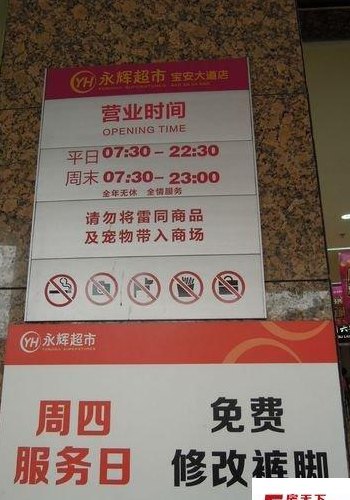 YH 永辉超市 宝安大道店
营业时间
OPENING TIME
平日 07:30 - 22:30
周末 07:30 - 23:00
全年无休 全情服务
请勿将雷同商品
及宠物带入商场
YH 永辉超市
周四 免费
服务日 修改裤脚
房天下